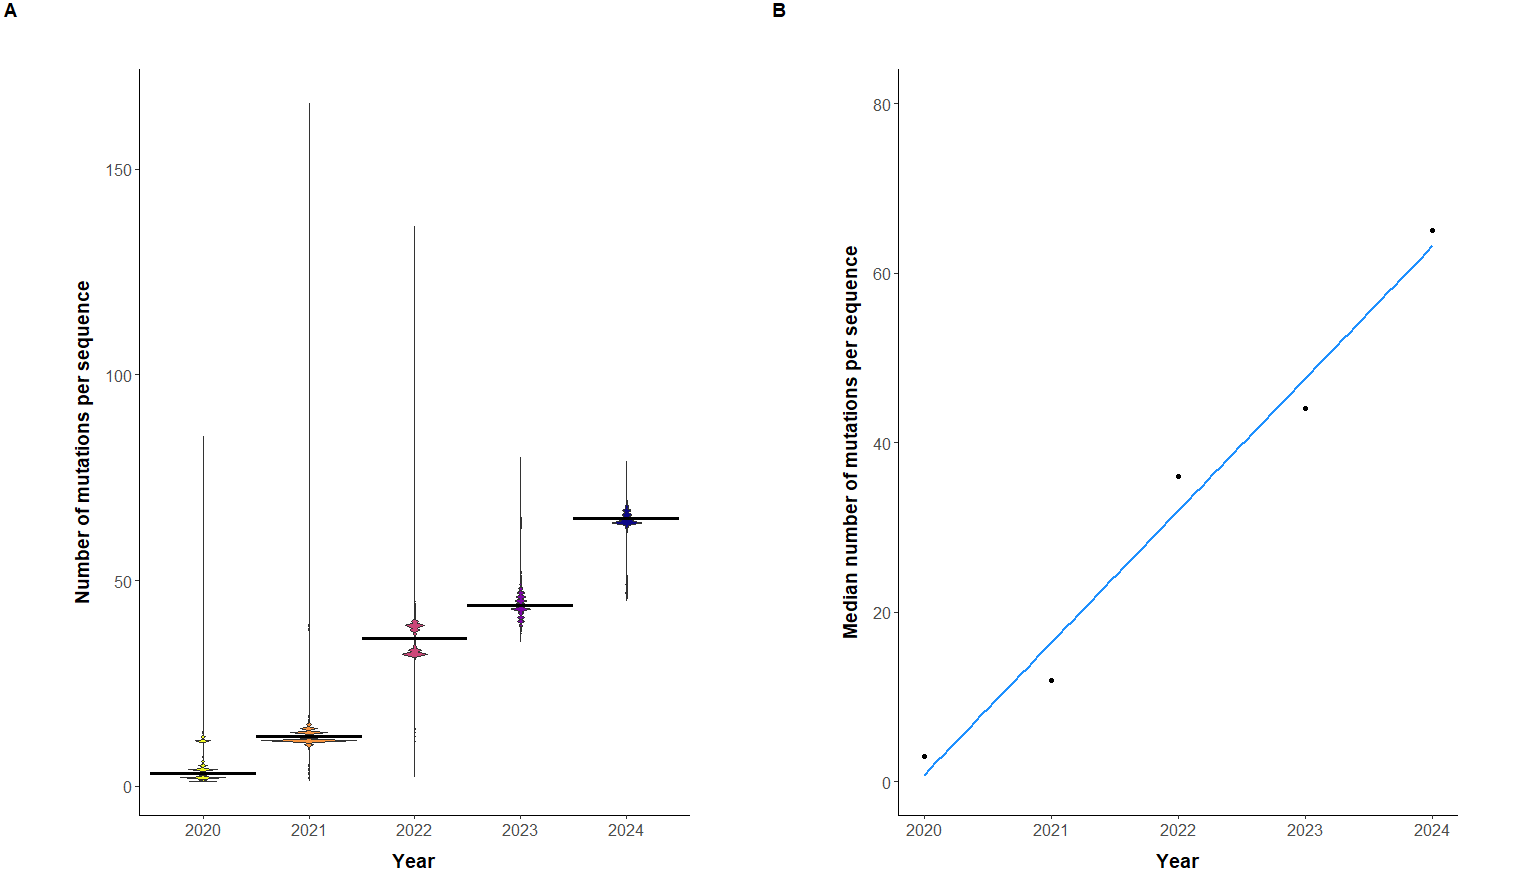 A
Number of mutations per sequence
150
100
50
0
2020 2021 2022 2023 2024
Year
B
Median number of mutations per sequence
80
60
40
20
0
2020 2021 2022 2023 2024
Year